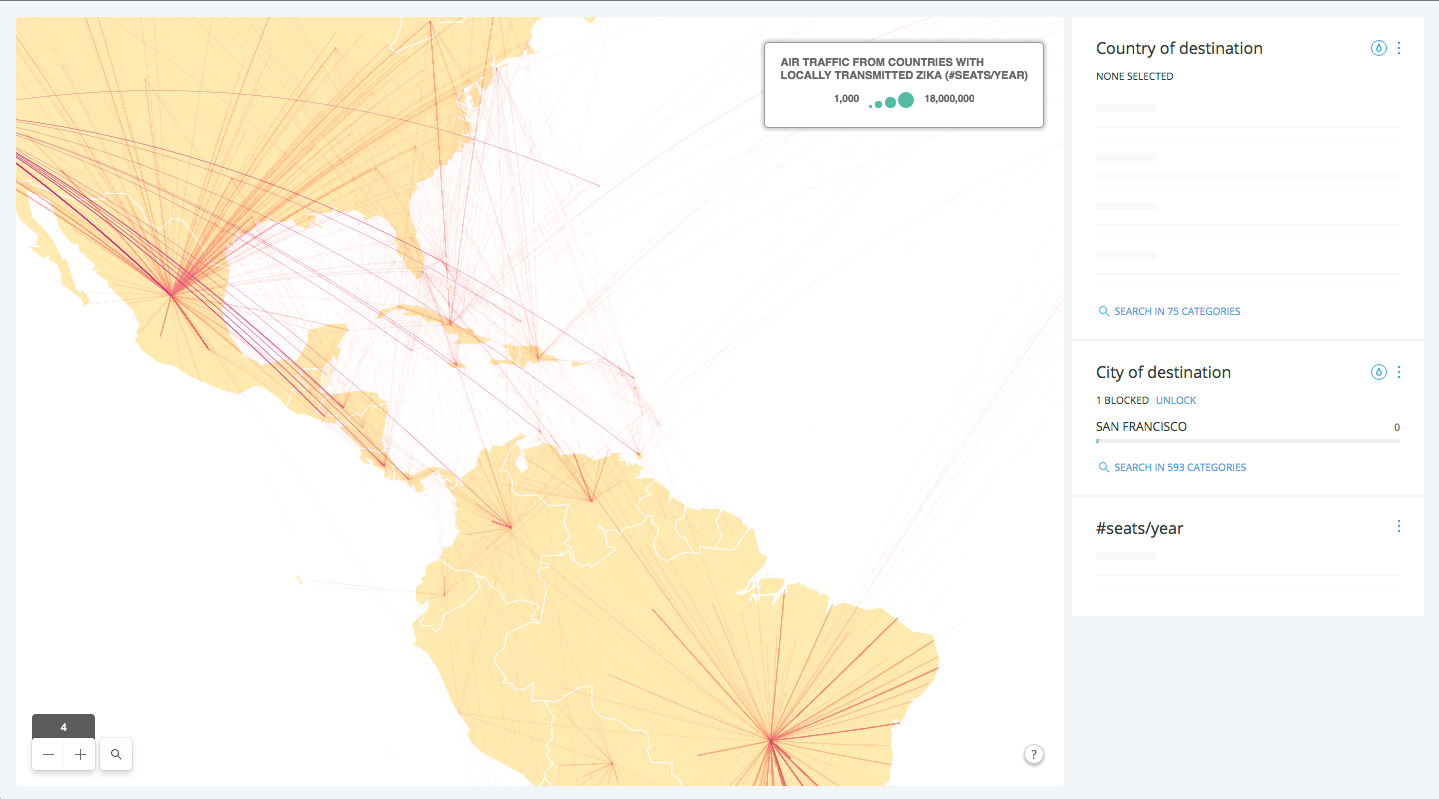 AIR TRAFFIC FROM COUNTRIES WITH
LOCALLY TRANSMITTED ZIKA (#SEATS/YEAR)
1,000 18,000,000
4
?
Country of destination
NONE SELECTED
SEARCH IN 75 CATEGORIES
City of destination
1 BLOCKED UNLOCK
SAN FRANCISCO 0
SEARCH IN 593 CATEGORIES
#seats/year